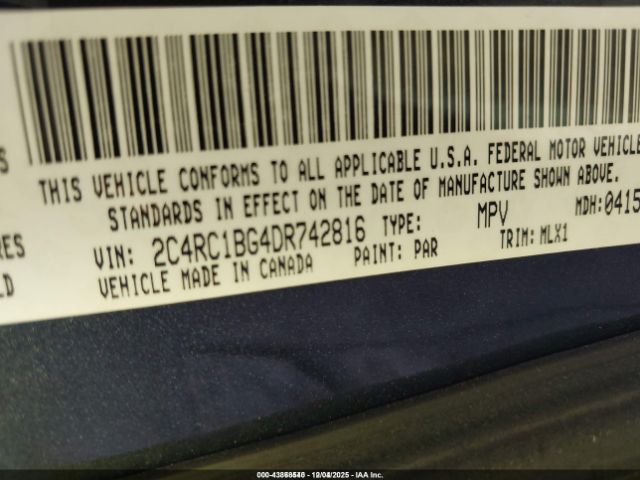 S
THIS VEHICLE CONFORMS TO ALL APPLICABLE U.S.A. FEDERAL MOTOR VEHICLE
STANDARDS IN EFFECT ON THE DATE OF MANUFACTURE SHOWN ABOVE.
RES VIN: 2C4RC1BG4DR742816 TYPE: MPV MDH:0415
LD VEHICLE MADE IN CANADA PAINT: PAR TRIM: MLX1
12/04/2025 - IAA Inc.